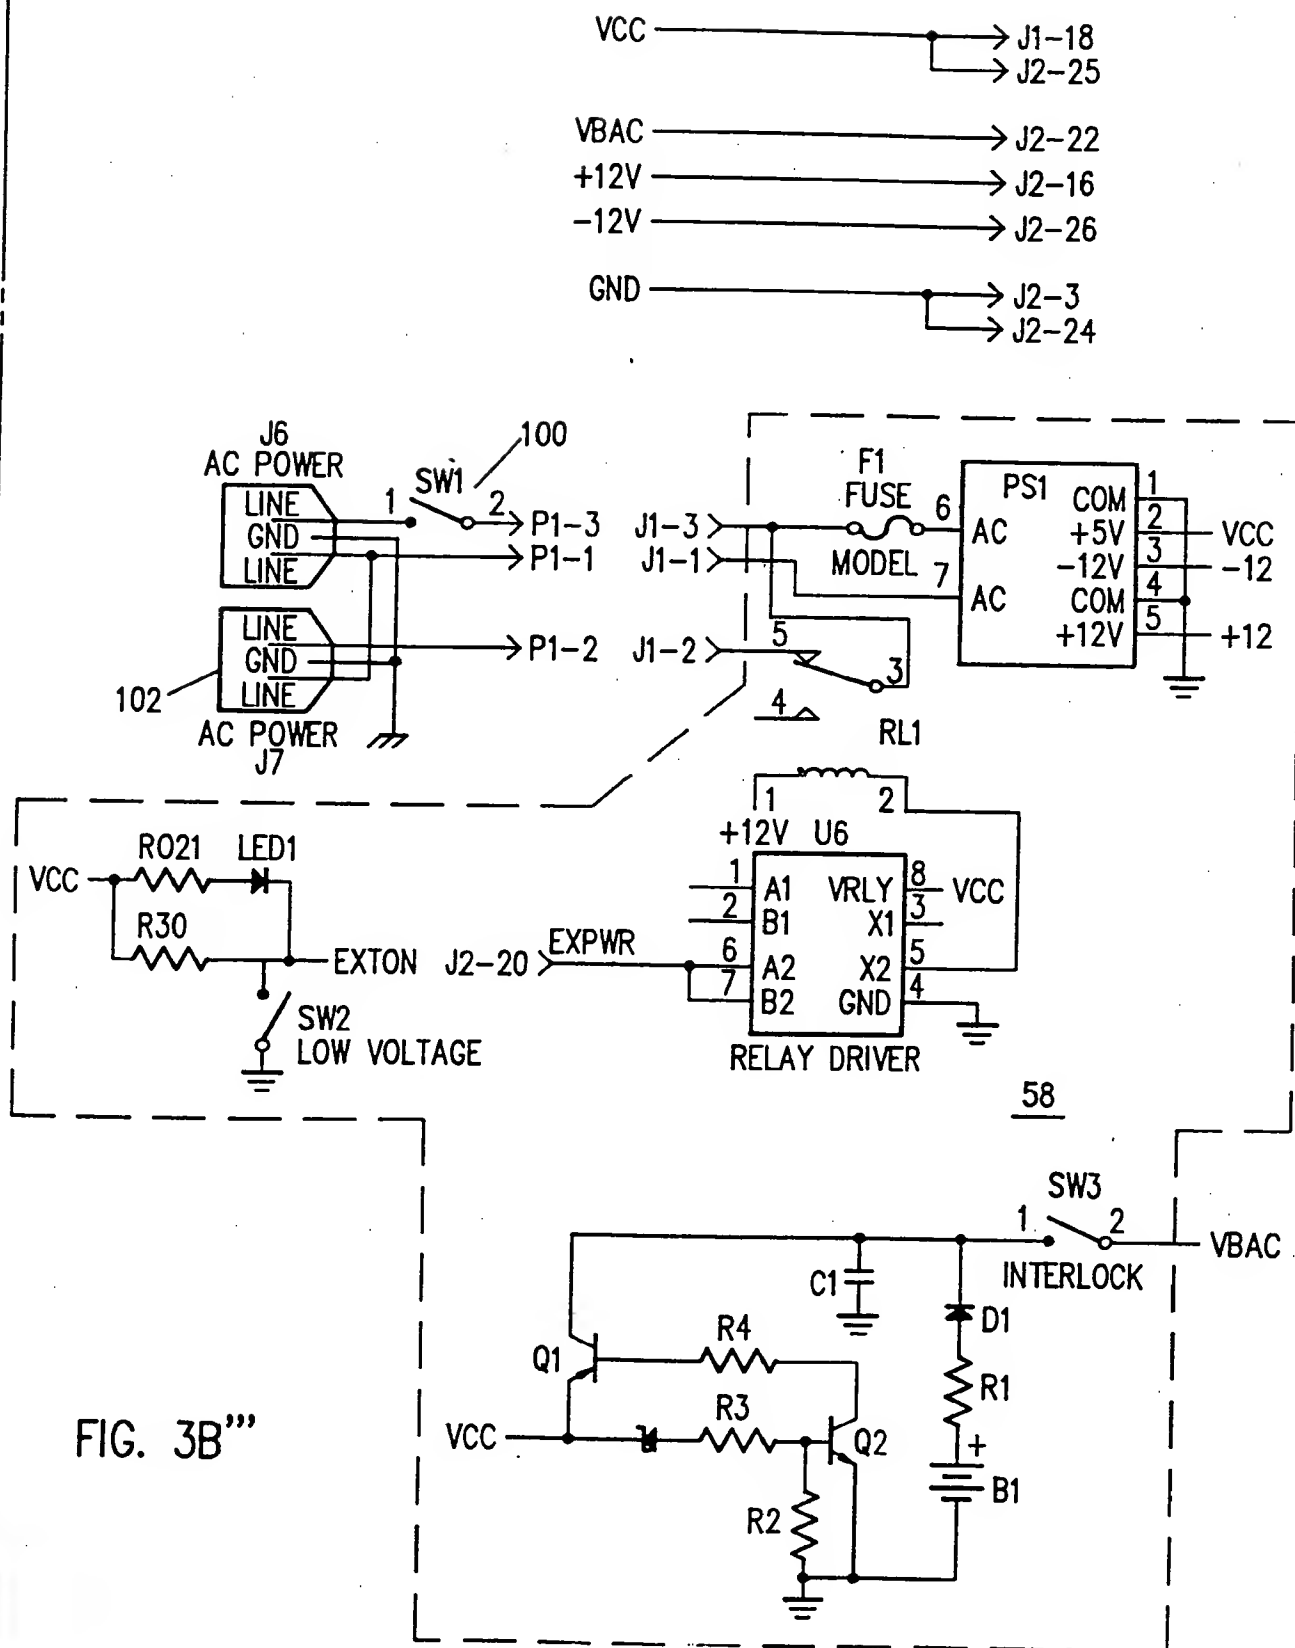 VCC J1-18
J2-25
VBAC J2-22
+12V J2-16
-12V J2-26
GND J2-3
J2-24
J6
AC POWER
LINE
GND
LINE
1 SW1 2
100
P1-3
P1-1
LINE
GND
LINE
102
AC POWER
J7
P1-2
J1-3
J1-1
J1-2
F1
FUSE
MODEL
6
7
PS1
AC
AC
COM 1
+5V 2 VCC
-12V 3 -12
COM 4
+12V 5 +12
5
3
4
RL1
1 2
+12V U6
1 A1
2 B1
6 A2
7 B2
VRLY 8 VCC
X1 3
X2 5
GND 4
RELAY DRIVER
VCC
RO21 LED1
R30
EXTON
SW2
LOW VOLTAGE
J2-20 EXPWR
58
SW3
1 2
VBAC
INTERLOCK
C1
D1
R4
Q1
R1
R3
VCC
Q2
+
B1
R2
FIG. 3B'''